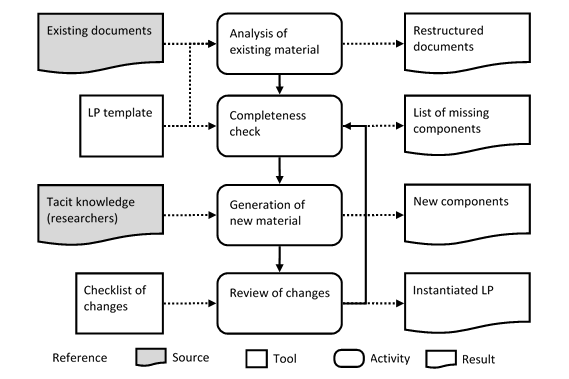 Existing documents
Analysis of
existing material
Restructured
documents
LP template
Completeness
check
List of missing
components
Tacit knowledge
(researchers)
Generation of
new material
New components
Checklist of
changes
Review of changes
Instantiated LP
Reference
Source
Tool
Activity
Result